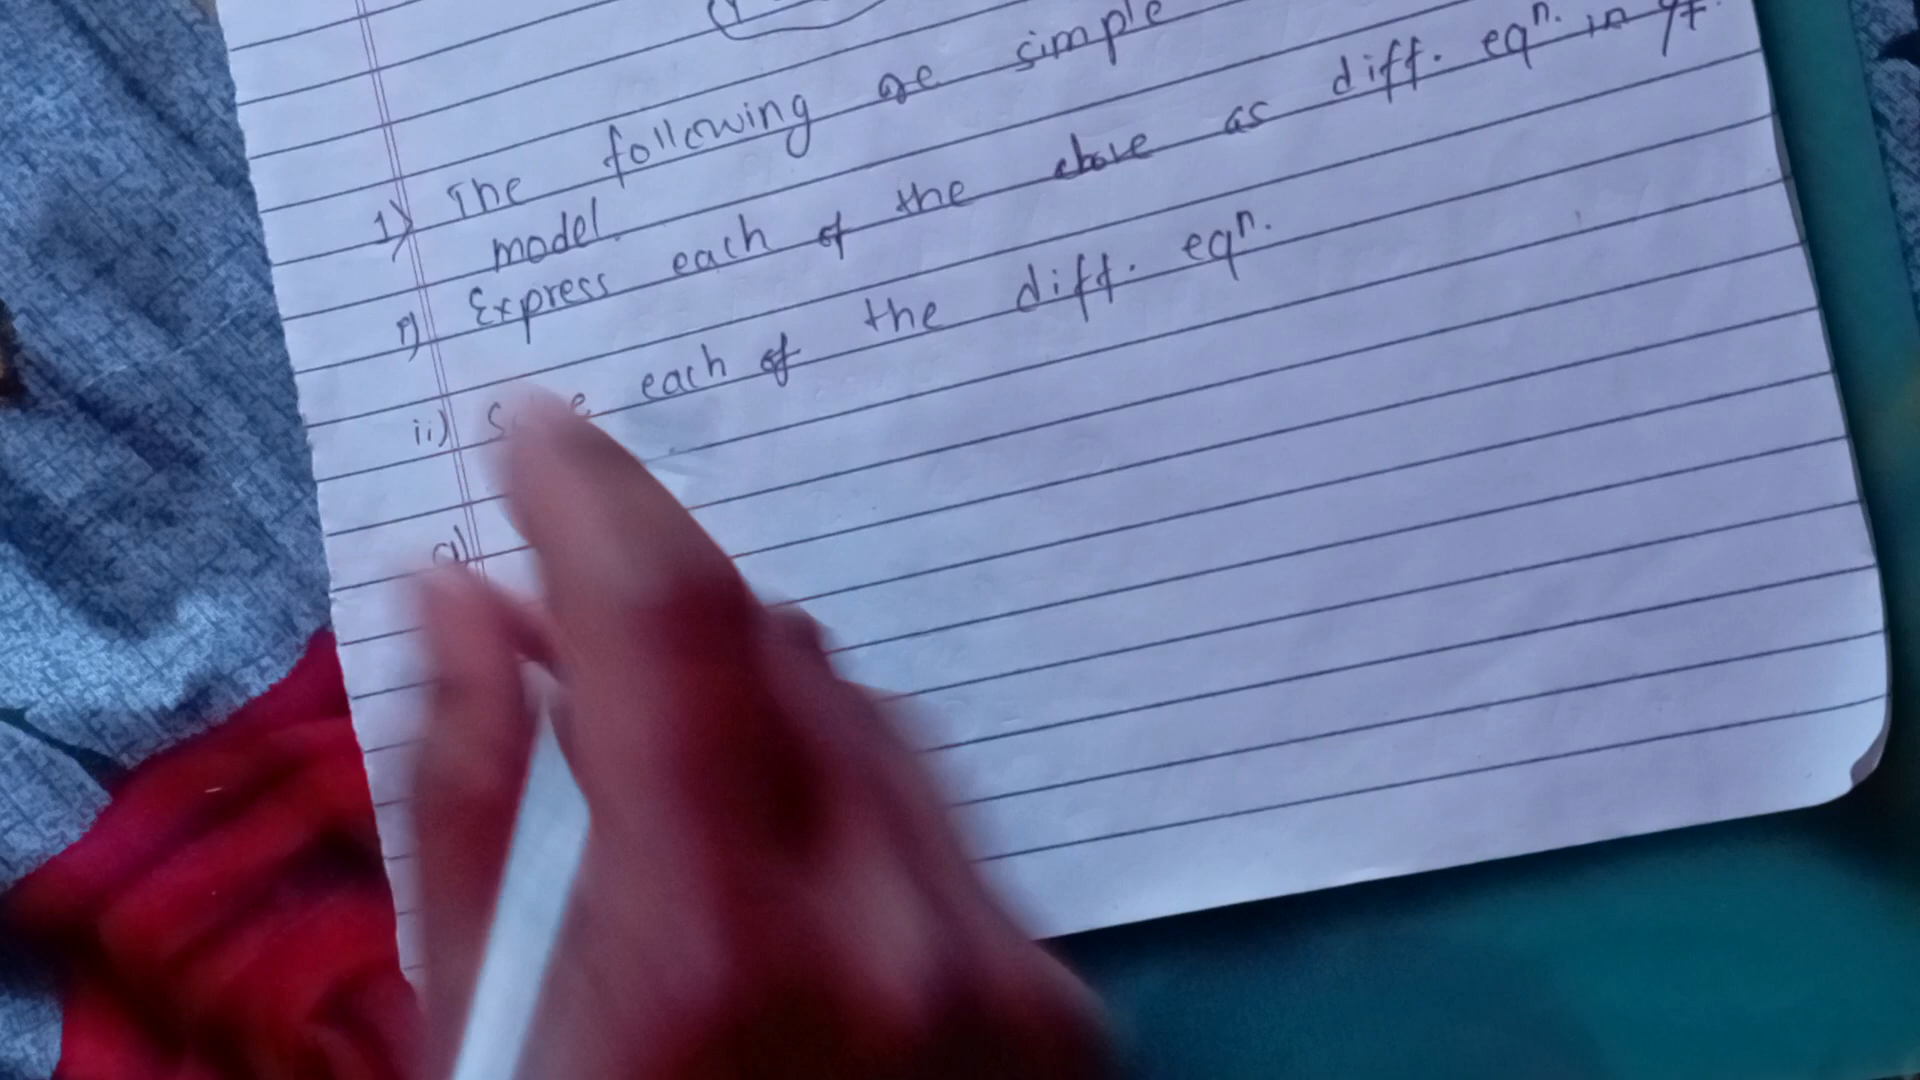 1) The following are simple
model.
i) Express each of the above as diff. eqⁿ. in
ii) each of the diff. eqⁿ.
a)